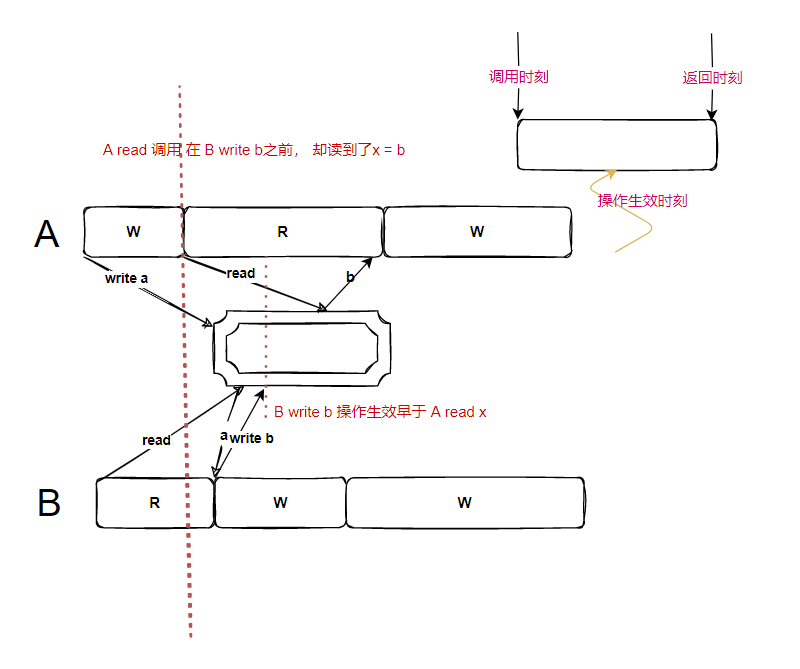 调用时刻
返回时刻
A read 调用 在 B write b之前， 却读到了x = b
操作生效时刻
A
W
R
W
write a
read
b
B write b 操作生效早于 A read x
read
a
write b
B
R
W
W